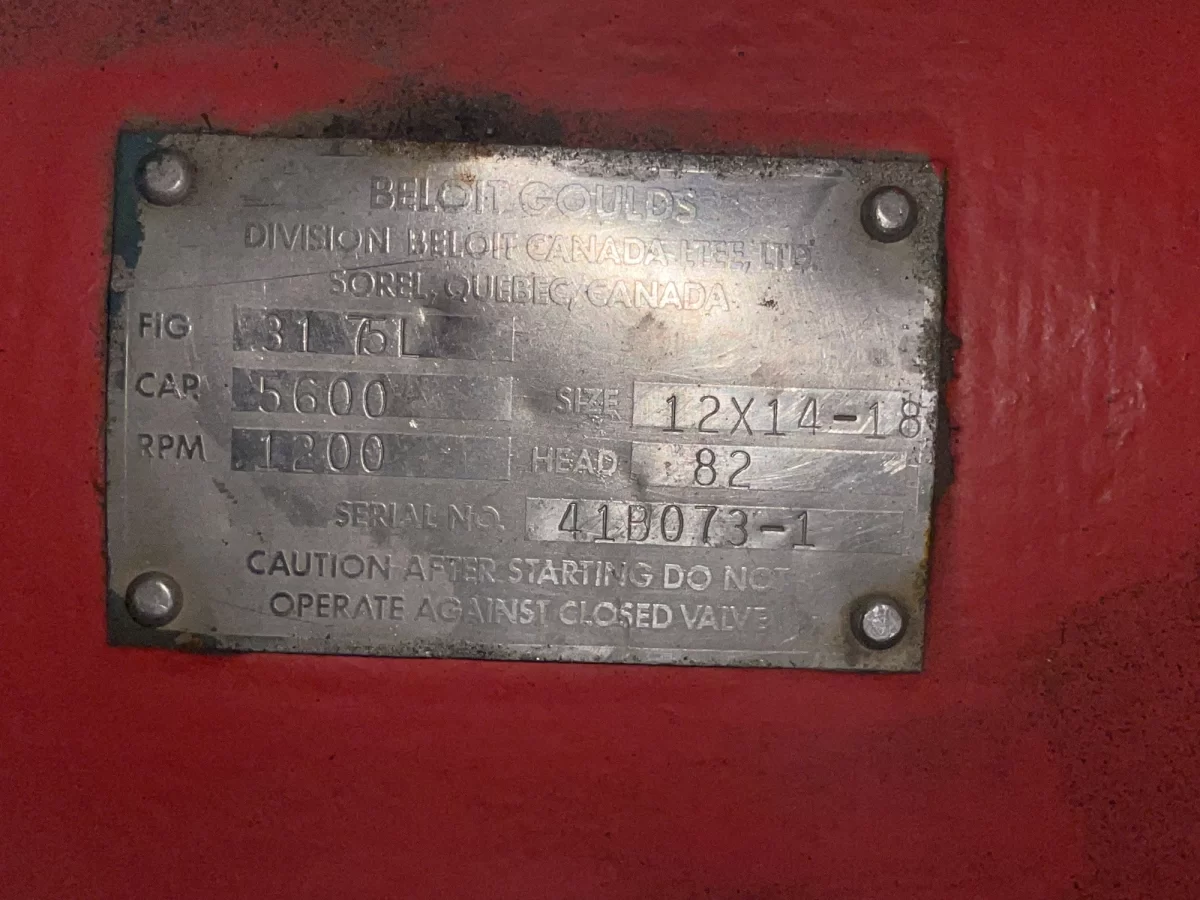 BELOIT GOULDS
DIVISION BELOIT CANADA LTEE, LTD.
SOREL, QUEBEC, CANADA
FIG 3175L
CAP. 5600
SIZE 12X14-18
RPM 1200
HEAD 82
SERIAL NO. 41B073-1
CAUTION AFTER STARTING DO NOT
OPERATE AGAINST CLOSED VALVE